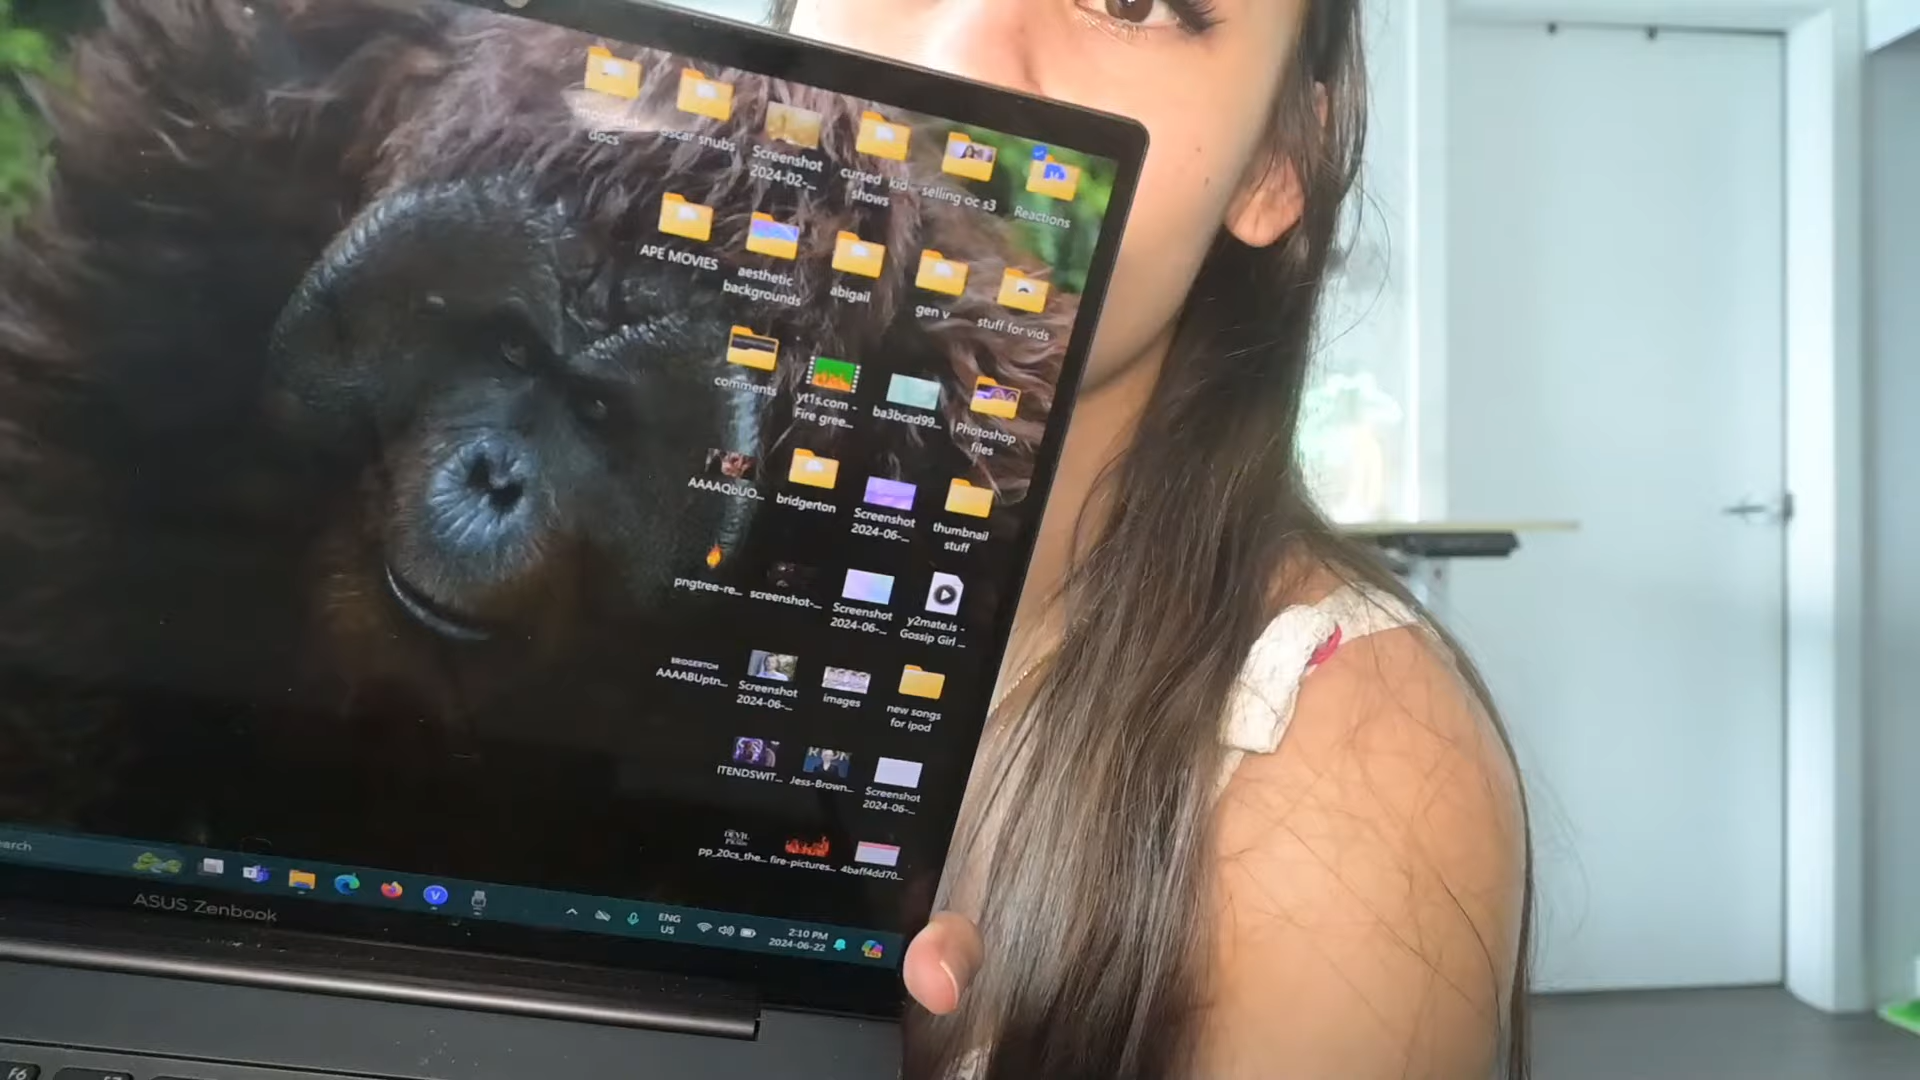 docs
oscar snubs
Screenshot
2024-02-...
cursed kid
shows
selling oc s3
Reactions
APE MOVIES
aesthetic
backgrounds
abigail
gen v
stuff for vids
comments
yt1s.com -
Fire gree...
ba3bcad99...
Photoshop
files
AAAAQbUO...
bridgerton
Screenshot
2024-06-...
thumbnail
stuff
pngtree-re...
screenshot-...
Screenshot
2024-06-...
y2mate.is -
Gossip Girl ...
BRIDGERTON
AAAABUptn...
Screenshot
2024-06-...
images
new songs
for ipod
ITENDSWIT...
Jess-Brown...
Screenshot
2024-06-...
pp_20cs_the...
fire-pictures...
4baff4dd70...
earch
ENG
US
2:10 PM
2024-06-22
ASUS Zenbook
F6